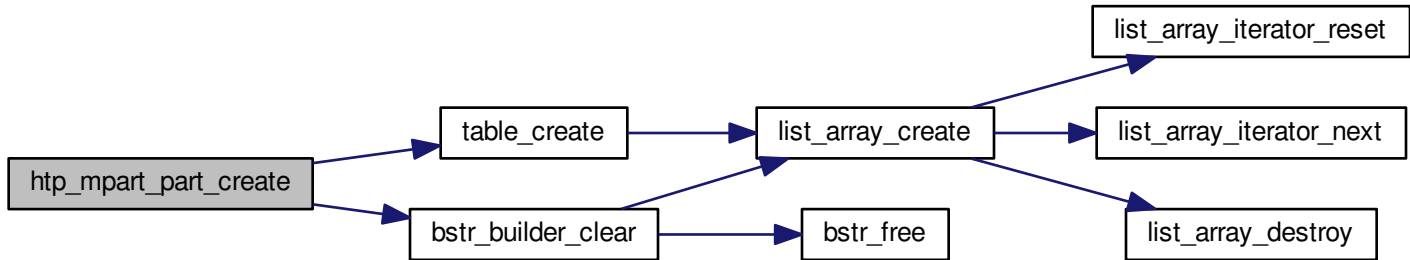 htp_mpart_part_create
table_create
bstr_builder_clear
list_array_create
bstr_free
list_array_iterator_reset
list_array_iterator_next
list_array_destroy